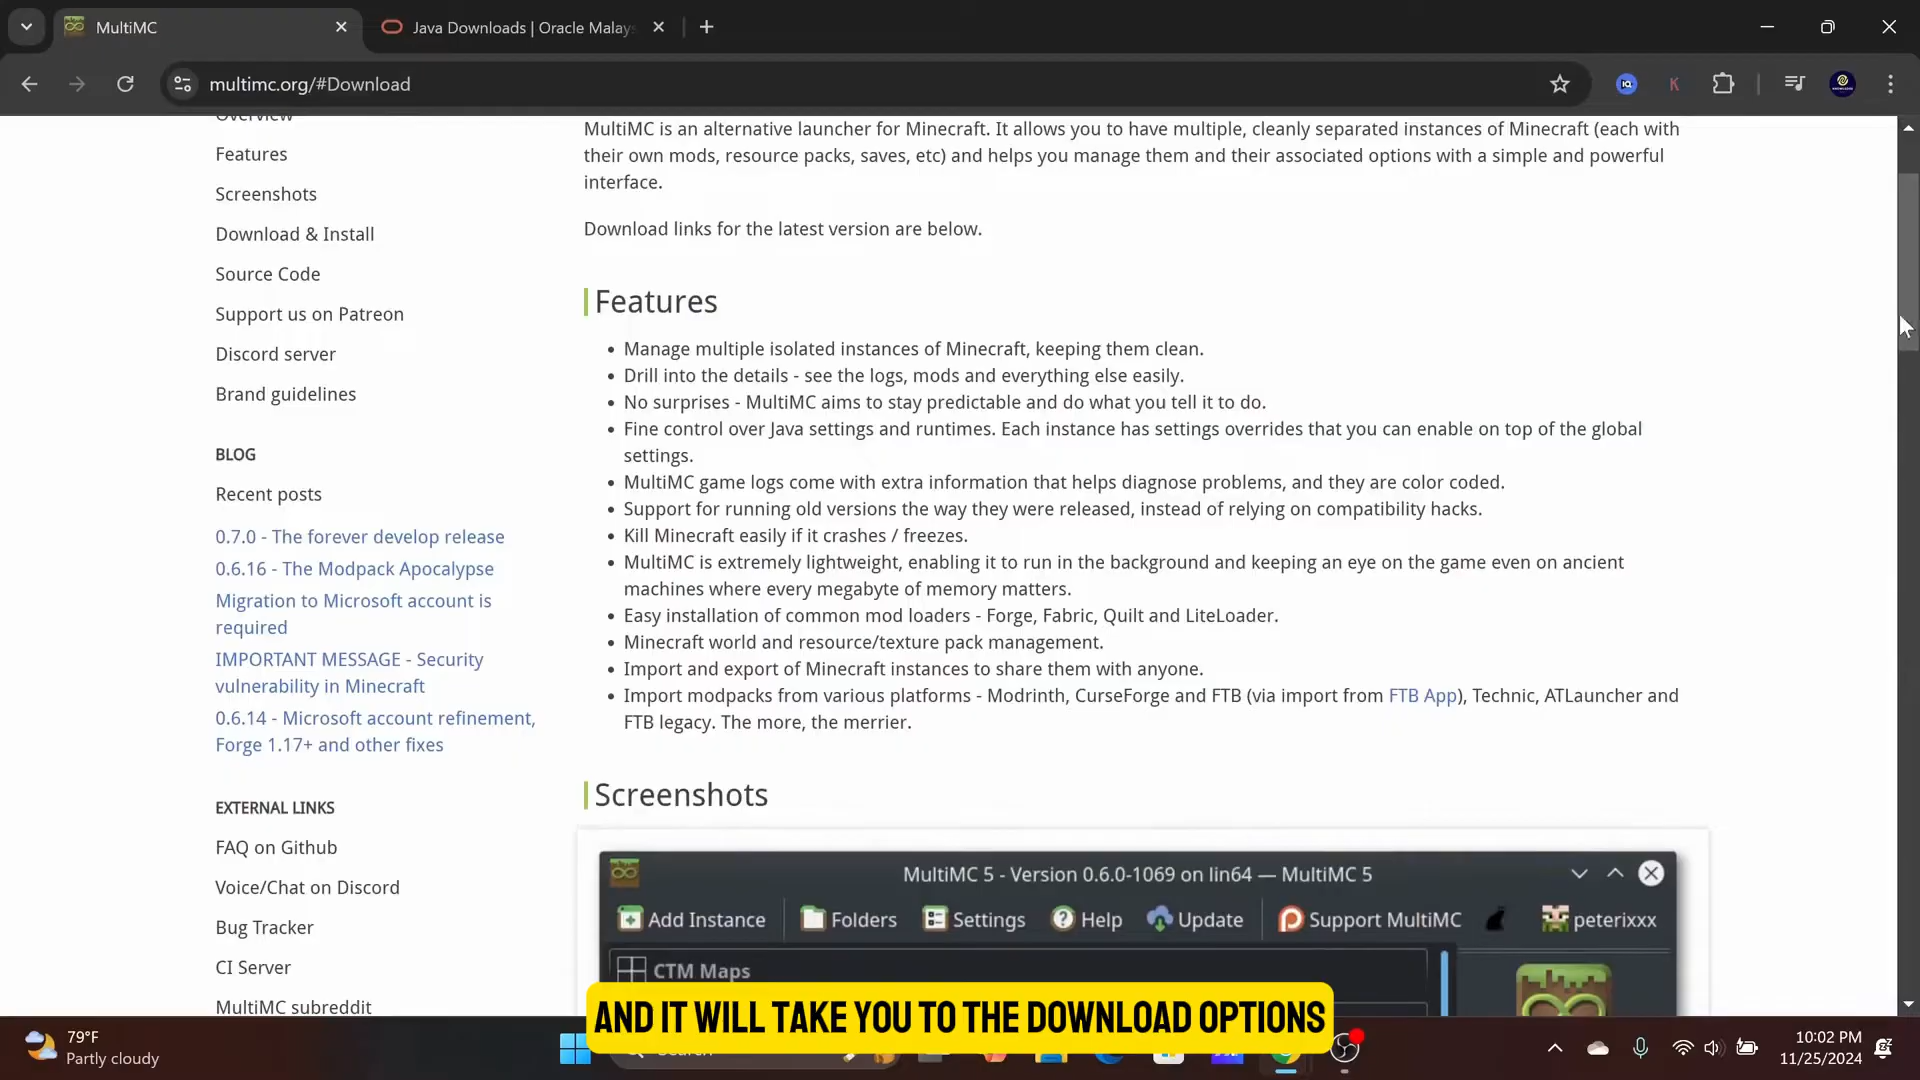 MultiMC
Java Downloads | Oracle Malays
multimc.org/#Download
Overview
Features
Screenshots
Download & Install
Source Code
Support us on Patreon
Discord server
Brand guidelines
BLOG
Recent posts
0.7.0 - The forever develop release
0.6.16 - The Modpack Apocalypse
Migration to Microsoft account is
required
IMPORTANT MESSAGE - Security
vulnerability in Minecraft
0.6.14 - Microsoft account refinement,
Forge 1.17+ and other fixes
EXTERNAL LINKS
FAQ on Github
Voice/Chat on Discord
Bug Tracker
CI Server
MultiMC subreddit
MultiMC is an alternative launcher for Minecraft. It allows you to have multiple, cleanly separated instances of Minecraft (each with
their own mods, resource packs, saves, etc) and helps you manage them and their associated options with a simple and powerful
interface.
Download links for the latest version are below.
Features
Manage multiple isolated instances of Minecraft, keeping them clean.
Drill into the details - see the logs, mods and everything else easily.
No surprises - MultiMC aims to stay predictable and do what you tell it to do.
Fine control over Java settings and runtimes. Each instance has settings overrides that you can enable on top of the global
settings.
MultiMC game logs come with extra information that helps diagnose problems, and they are color coded.
Support for running old versions the way they were released, instead of relying on compatibility hacks.
Kill Minecraft easily if it crashes / freezes.
MultiMC is extremely lightweight, enabling it to run in the background and keeping an eye on the game even on ancient
machines where every megabyte of memory matters.
Easy installation of common mod loaders - Forge, Fabric, Quilt and LiteLoader.
Minecraft world and resource/texture pack management.
Import and export of Minecraft instances to share them with anyone.
Import modpacks from various platforms - Modrinth, CurseForge and FTB (via import from FTB App), Technic, ATLauncher and
FTB legacy. The more, the merrier.
Screenshots
MultiMC 5 - Version 0.6.0-1069 on lin64 — MultiMC 5
Add Instance Folders Settings Help Update Support MultiMC peterixxx
CTM Maps
AND IT WILL TAKE YOU TO THE DOWNLOAD OPTIONS
79°F
Partly cloudy
10:02 PM
11/25/2024